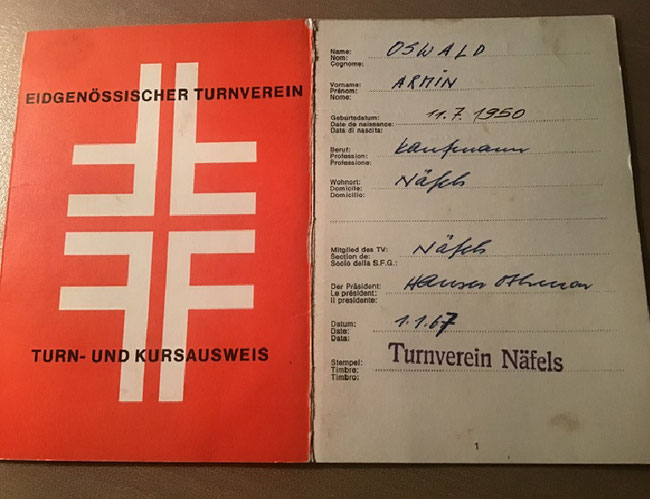 EIDGENÖSSISCHER TURNVEREIN
TURN- UND KURSAUSWEIS
Name: OSWALD
Nom:
Cognome:
Vorname: ARMIN
Prénom:
Nome:
Geburtsdatum: 11.7.1950
Date de naissance:
Data di nascita:
Beruf: Kaufmann
Profession:
Professione:
Wohnort: Näfels
Domicile:
Domicilio:
Mitglied des TV: Näfels
Section de:
Socio della S.F.G.:
Der Präsident: Hauser Othmar
Le président:
Il presidente:
Datum: 1.1.67
Date:
Data:
Stempel: Turnverein Näfels
Timbre:
Timbro:
1